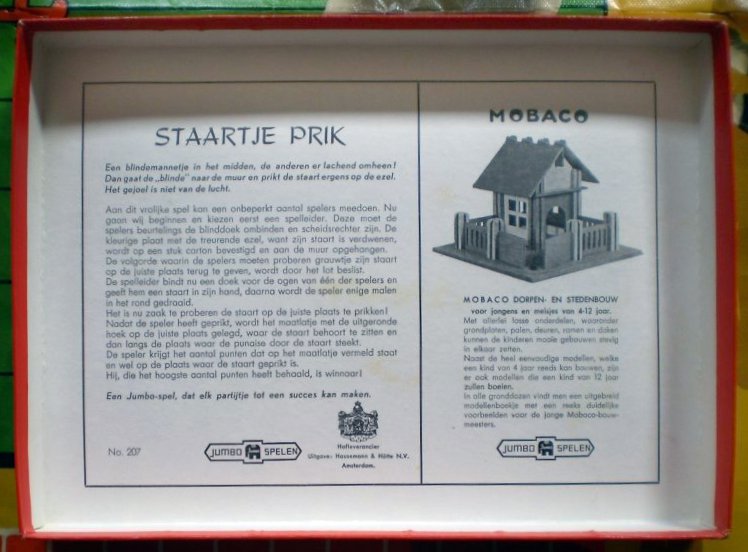 STAARTJE PRIK
Een blindemannetje in het midden, de anderen er lachend omheen!
Dan gaat de „blinde" naar de muur en prikt de staart ergens op de ezel.
Het gejoel is niet van de lucht.
Aan dit vrolijke spel kan een onbeperkt aantal spelers meedoen. Nu
gaan wij beginnen en kiezen eerst een spelleider. Deze moet de
spelers beurtelings de blinddoek ombinden en scheidsrechter zijn. De
kleurige plaat met de treurende ezel, want zijn staart is verdwenen,
wordt op een stuk carton bevestigd en aan de muur opgehangen.
De volgorde waarin de spelers moeten proberen grauwtje zijn staart
op de juiste plaats terug te geven, wordt door het lot beslist.
De spelleider bindt nu een doek voor de ogen van één der spelers en
geeft hem een staart in zijn hand, daarna wordt de speler enige malen
in het rond gedraaid.
Het is nu zaak te proberen de staart op de juiste plaats te prikken!
Nadat de speler heeft geprikt, wordt het maatlatje met de uitgeronde
hoek op de juiste plaats gelegd, waar de staart behoort te zitten en
dan langs de plaats waar de punaise door de staart steekt.
De speler krijgt het aantal punten dat op het maatlatje vermeld staat
en wel op de plaats waar de staart geprikt is.
Hij, die het hoogste aantal punten heeft behaald, is winnaar!
Een Jumbo-spel, dat elk partijtje tot een succes kan maken.
No. 207
JUMBO SPELEN
Hofleverancier
Uitgave: Hausemann & Hötte N.V.
Amsterdam.
MOBACO
MOBACO DORPEN- EN STEDENBOUW
voor jongens en meisjes van 4-12 jaar.
Met allerlei losse onderdelen, waaronder
grondplaten, palen, deuren, ramen en daken
kunnen de kinderen mooie gebouwen stevig
in elkaar zetten.
Naast de heel eenvoudige modellen, welke
een kind van 4 jaar reeds kan bouwen, zijn
er ook modellen die een kind van 12 jaar
zullen boeien.
In alle gronddozen vindt men een uitgebreid
modellenboekje met een reeks duidelijke
voorbeelden voor de jonge Mobaco-bouw-
meesters.
JUMBO SPELEN